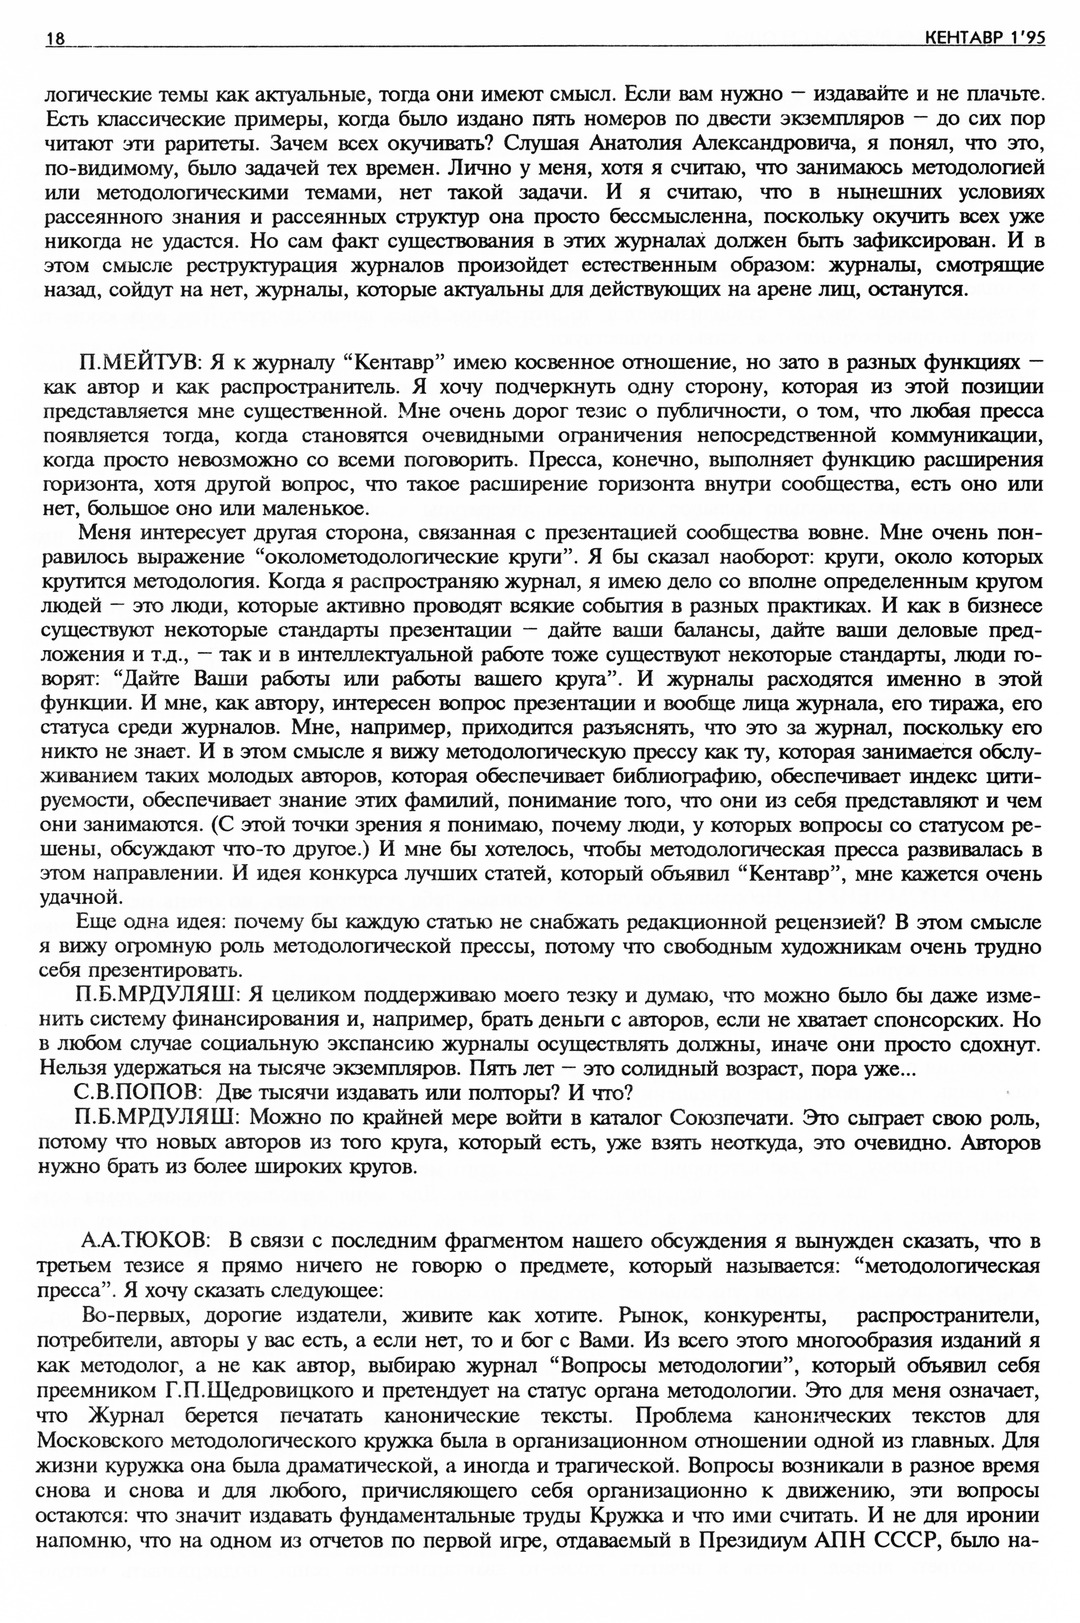 18 КЕНТАВР 1'95
логические темы как актуальные, тогда они имеют смысл. Если вам нужно — издавайте и не плачьте.
Есть классические примеры, когда было издано пять номеров по двести экземпляров — до сих пор
читают эти раритеты. Зачем всех окучивать? Слушая Анатолия Александровича, я понял, что это,
по-видимому, было задачей тех времен. Лично у меня, хотя я считаю, что занимаюсь методологией
или методологическими темами, нет такой задачи. И я считаю, что в нынешних условиях
рассеянного знания и рассеянных структур она просто бессмысленна, поскольку окучить всех уже
никогда не удастся. Но сам факт существования в этих журналах должен быть зафиксирован. И в
этом смысле реструктурация журналов произойдет естественным образом: журналы, смотрящие
назад, сойдут на нет, журналы, которые актуальны для действующих на арене лиц, останутся.
П.МЕЙТУВ: Я к журналу “Кентавр” имею косвенное отношение, но зато в разных функциях —
как автор и как распространитель. Я хочу подчеркнуть одну сторону, которая из этой позиции
представляется мне существенной. Мне очень дорог тезис о публичности, о том, что любая пресса
появляется тогда, когда становятся очевидными ограничения непосредственной коммуникации,
когда просто невозможно со всеми поговорить. Пресса, конечно, выполняет функцию расширения
горизонта, хотя другой вопрос, что такое расширение горизонта внутри сообщества, есть оно или
нет, большое оно или маленькое.
Меня интересует другая сторона, связанная с презентацией сообщества вовне. Мне очень пон-
равилось выражение “околометодологические круги”. Я бы сказал наоборот: круги, около которых
крутится методология. Когда я распространяю журнал, я имею дело со вполне определенным кругом
людей — это люди, которые активно проводят всякие события в разных практиках. И как в бизнесе
существуют некоторые стандарты презентации — дайте ваши балансы, дайте ваши деловые пред-
ложения и т.д., — так и в интеллектуальной работе тоже существуют некоторые стандарты, люди го-
ворят: “Дайте Ваши работы или работы вашего круга”. И журналы расходятся именно в этой
функции. И мне, как автору, интересен вопрос презентации и вообще лица журнала, его тиража, его
статуса среди журналов. Мне, например, приходится разъяснять, что это за журнал, поскольку его
никто не знает. И в этом смысле я вижу методологическую прессу как ту, которая занимается обслу-
живанием таких молодых авторов, которая обеспечивает библиографию, обеспечивает индекс цити-
руемости, обеспечивает знание этих фамилий, понимание того, что они из себя представляют и чем
они занимаются. (С этой точки зрения я понимаю, почему люди, у которых вопросы со статусом ре-
шены, обсуждают что-то другое.) И мне бы хотелось, чтобы методологическая пресса развивалась в
этом направлении. И идея конкурса лучших статей, который объявил “Кентавр”, мне кажется очень
удачной.
Еще одна идея: почему бы каждую статью не снабжать редакционной рецензией? В этом смысле
я вижу огромную роль методологической прессы, потому что свободным художникам очень трудно
себя презентировать.
П.Б.МРДУЛЯШ: Я целиком поддерживаю моего тезку и думаю, что можно было бы даже изме-
нить систему финансирования и, например, брать деньги с авторов, если не хватает спонсорских. Но
в любом случае социальную экспансию журналы осуществлять должны, иначе они просто сдохнут.
Нельзя удержаться на тысяче экземпляров. Пять лет — это солидный возраст, пора уже...
С.В.ПОПОВ: Две тысячи издавать или полторы? И что?
П.Б.МРДУЛЯШ: Можно по крайней мере войти в каталог Союзпечати. Это сыграет свою роль,
потому что новых авторов из того круга, который есть, уже взять неоткуда, это очевидно. Авторов
нужно брать из более широких кругов.
А.А.ТЮКОВ: В связи с последним фрагментом нашего обсуждения я вынужден сказать, что в
третьем тезисе я прямо ничего не говорю о предмете, который называется: “методологическая
пресса”. Я хочу сказать следующее:
Во-первых, дорогие издатели, живите как хотите. Рынок, конкуренты, распространители,
потребители, авторы у вас есть, а если нет, то и бог с Вами. Из всего этого многообразия изданий я
как методолог, а не как автор, выбираю журнал “Вопросы методологии”, который объявил себя
преемником Г.П.Щедровицкого и претендует на статус органа методологии. Это для меня означает,
что Журнал берется печатать канонические тексты. Проблема канонических текстов для
Московского методологического кружка была в организационном отношении одной из главных. Для
жизни куружка она была драматической, а иногда и трагической. Вопросы возникали в разное время
снова и снова и для любого, причисляющего себя организационно к движению, эти вопросы
остаются: что значит издавать фундаментальные труды Кружка и что ими считать. И не для иронии
напомню, что на одном из отчетов по первой игре, отдаваемый в Президиум АПН СССР, было на-